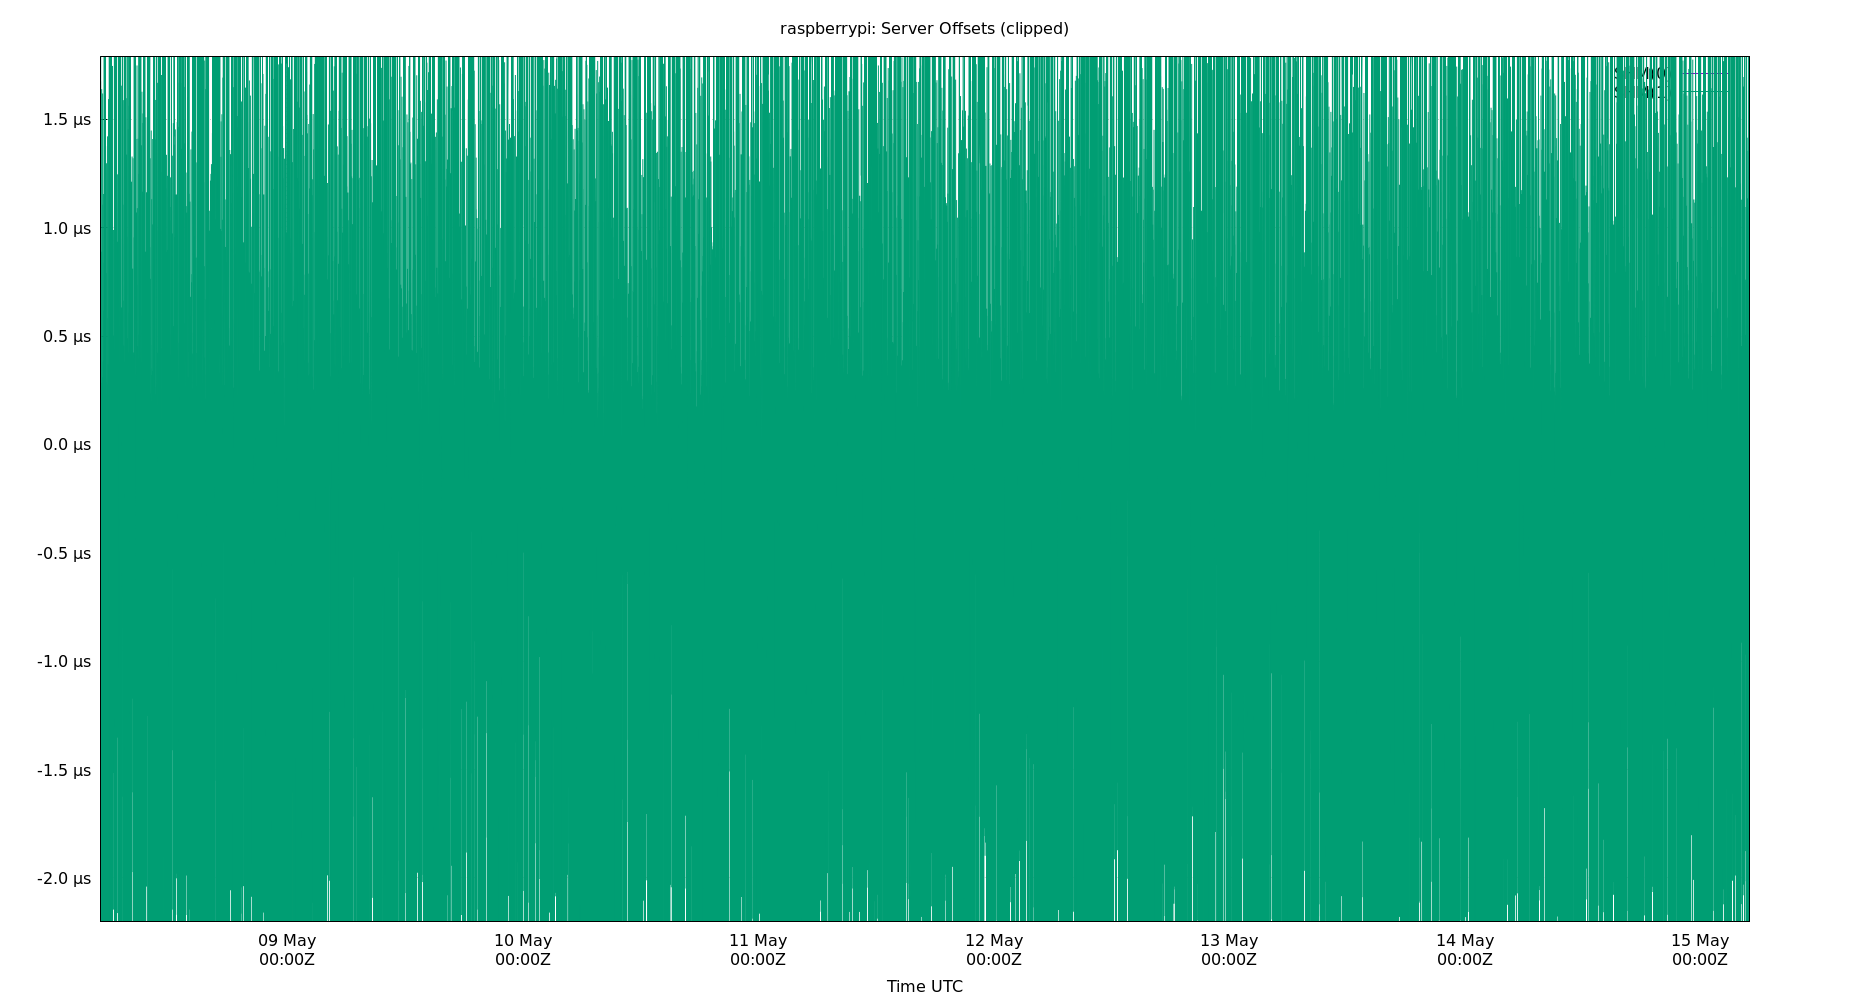 raspberrypi: Server Offsets (clipped)
1.5 µs
1.0 µs
0.5 µs
0.0 µs
-0.5 µs
-1.0 µs
-1.5 µs
-2.0 µs
09 May 10 May 11 May 12 May 13 May 14 May 15 May
00:00Z 00:00Z 00:00Z 00:00Z 00:00Z 00:00Z 00:00Z
Time UTC